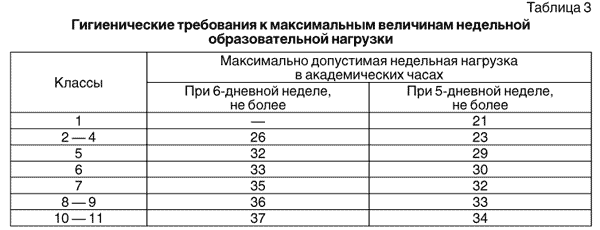 Таблица 3
Гигиенические требования к максимальным величинам недельной
образовательной нагрузки
Классы
Максимально допустимая недельная нагрузка
в академических часах
При 6-дневной неделе,
не более
При 5-дневной неделе,
не более
1 — 21
2 — 4 26 23
5 32 29
6 33 30
7 35 32
8 — 9 36 33
10 — 11 37 34